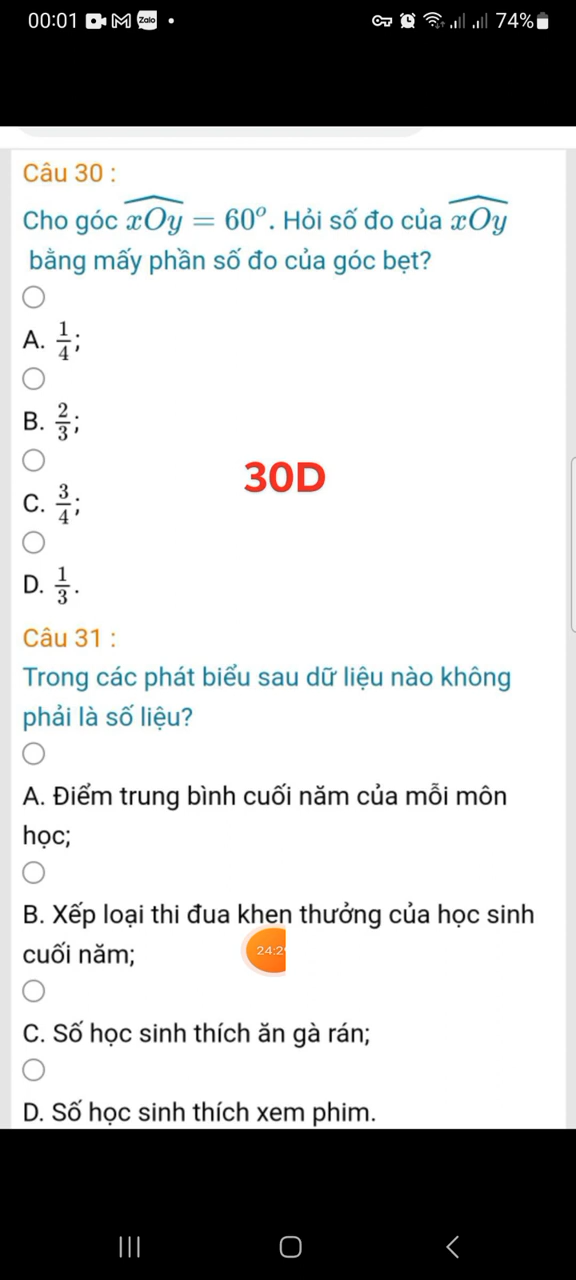 00:01 Zalo 74%
Câu 30 :
Cho góc xOy = 60°. Hỏi số đo của xOy
bằng mấy phần số đo của góc bẹt?
A. 1/4;
B. 2/3;
30D
C. 3/4;
D. 1/3.
Câu 31 :
Trong các phát biểu sau dữ liệu nào không
phải là số liệu?
A. Điểm trung bình cuối năm của mỗi môn
học;
B. Xếp loại thi đua khen thưởng của học sinh
cuối năm;
24:2
C. Số học sinh thích ăn gà rán;
D. Số học sinh thích xem phim.